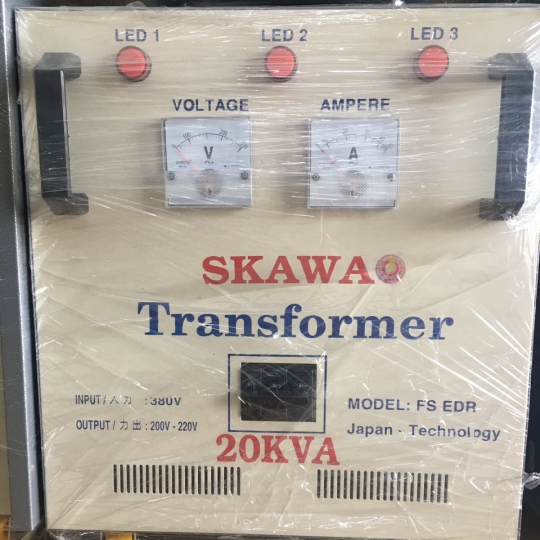 LED 1 LED 2 LED 3
VOLTAGE AMPERE
V A
SKAWA
Transformer
INPUT / 入力 : 380V MODEL: FS EDR
OUTPUT / 力出 : 200V - 220V Japan - Technology
20KVA